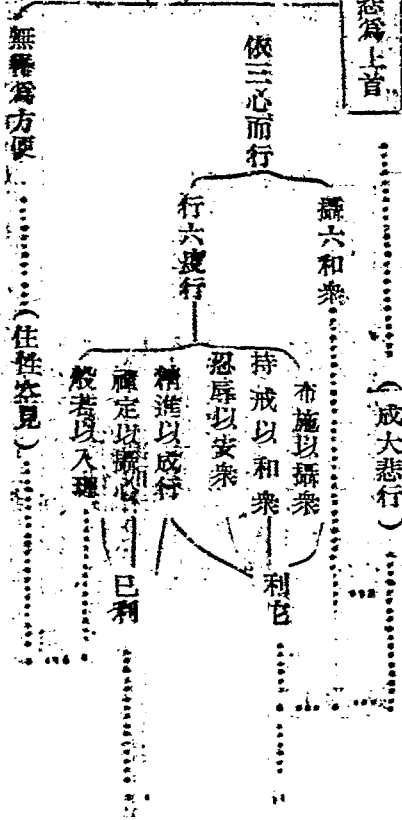 悲爲上首
（成大悲行）
攝六和衆
依三心而行
行六度行
布施以攝衆
持戒以和衆
忍辱以安衆
精進以成行
禪定以攝心
般若以入理
利它
己利
無得爲方便
（住性空見）